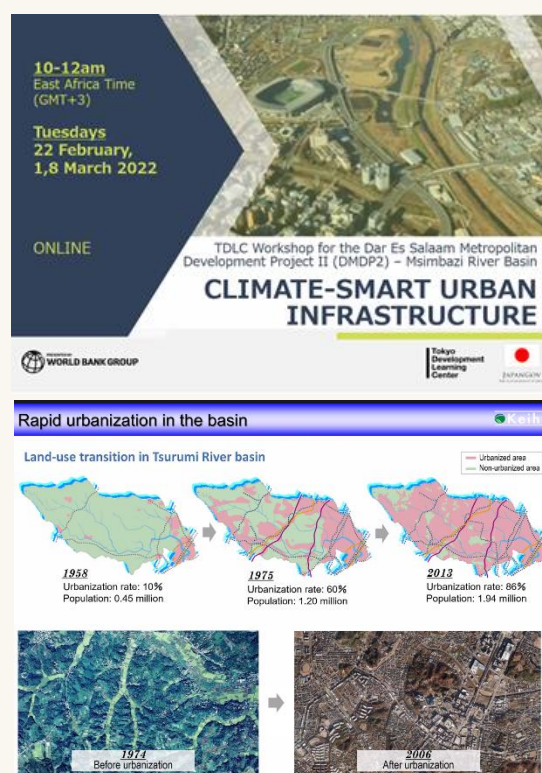 10-12am
East Africa Time
(GMT+3)
Tuesdays
22 February,
1,8 March 2022
ONLINE
TDLC Workshop for the Dar Es Salaam Metropolitan
Development Project II (DMDP2) – Msimbazi River Basin
CLIMATE-SMART URBAN
INFRASTRUCTURE
WORLD BANK GROUP
Tokyo
Development
Learning
Center
JAPANGOV
Rapid urbanization in the basin
Keih
Land-use transition in Tsurumi River basin
Urbanized area
Non-urbanized area
1958
Urbanization rate: 10%
Population: 0.45 million
1975
Urbanization rate: 60%
Population: 1.20 million
2013
Urbanization rate: 86%
Population: 1.94 million
1974
Before urbanization
2006
After urbanization